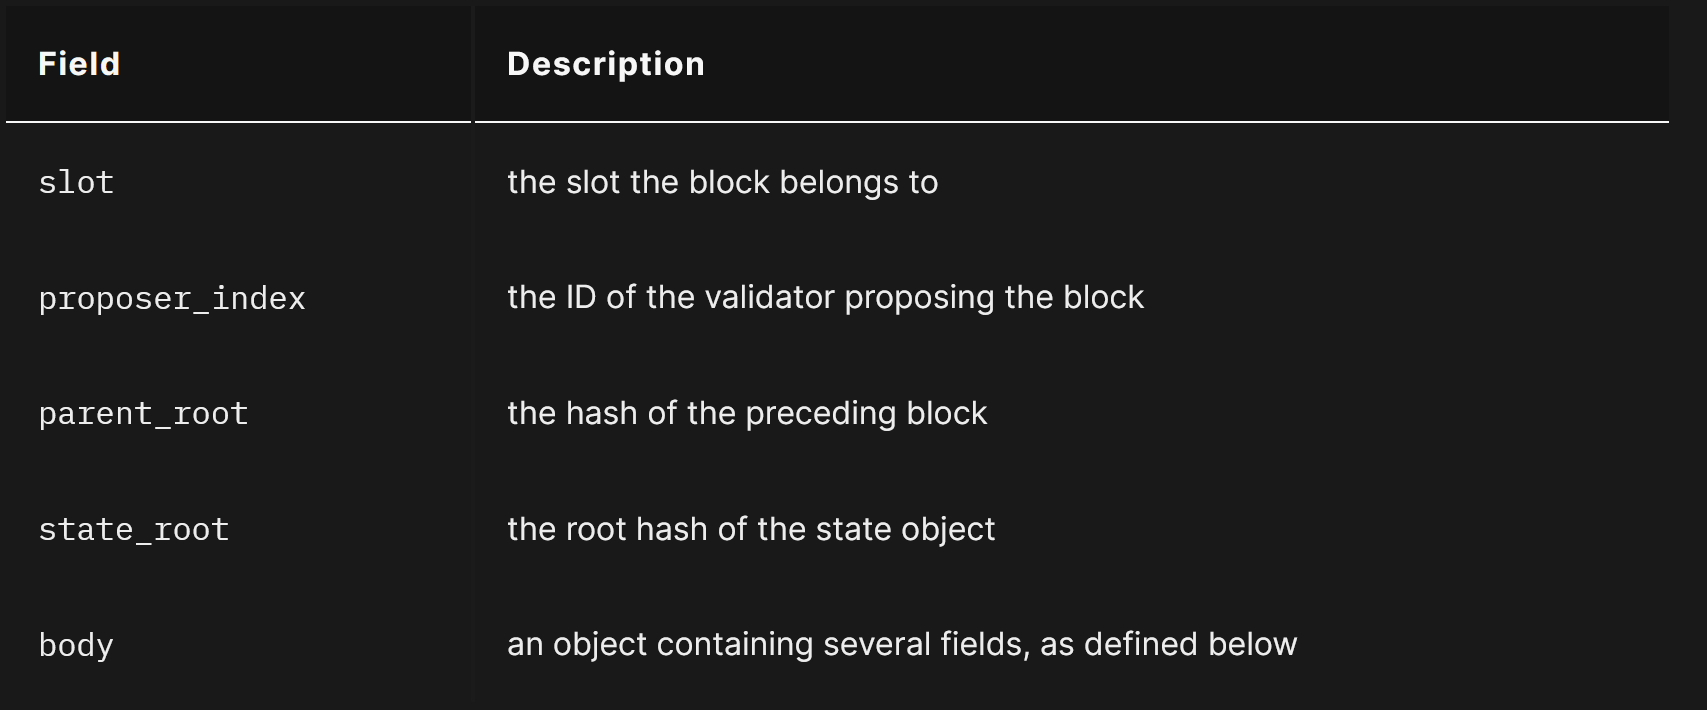 Field Description
slot the slot the block belongs to
proposer_index the ID of the validator proposing the block
parent_root the hash of the preceding block
state_root the root hash of the state object
body an object containing several fields, as defined below